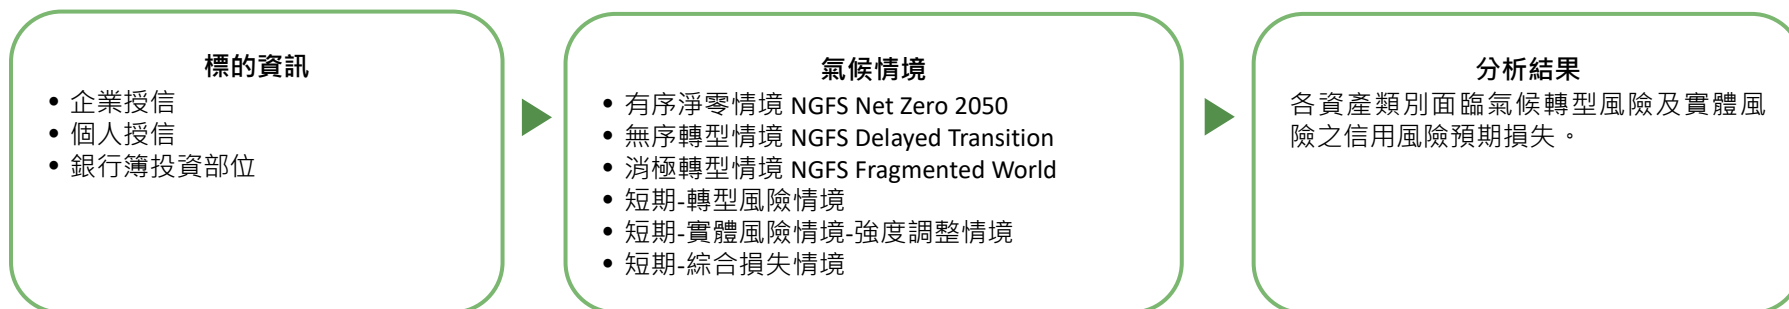 標的資訊
• 企業授信
• 個人授信
• 銀行簿投資部位
氣候情境
• 有序淨零情境 NGFS Net Zero 2050
• 無序轉型情境 NGFS Delayed Transition
• 消極轉型情境 NGFS Fragmented World
• 短期-轉型風險情境
• 短期-實體風險情境-強度調整情境
• 短期-綜合損失情境
分析結果
各資產類別面臨氣候轉型風險及實體風
險之信用風險預期損失。